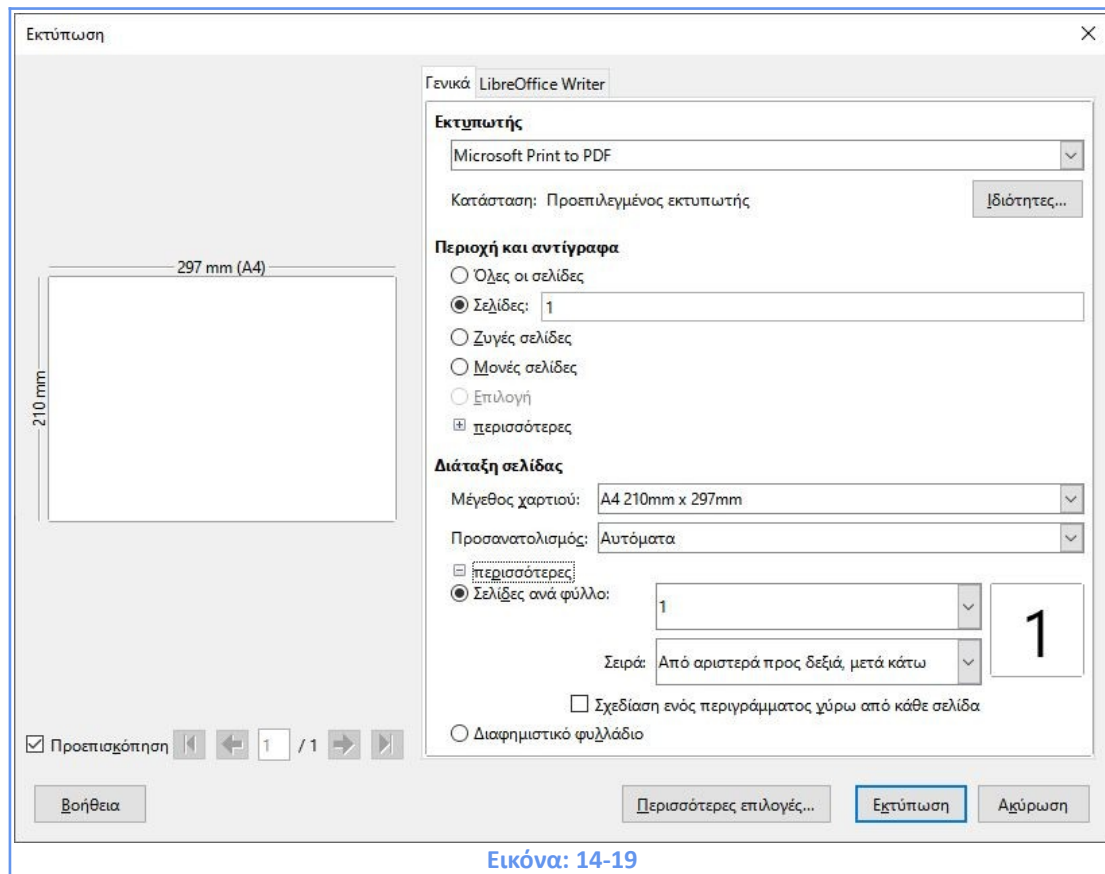 Εκτύπωση
Γενικά LibreOffice Writer
Εκτυπωτής
Microsoft Print to PDF
Κατάσταση: Προεπιλεγμένος εκτυπωτής Ιδιότητες...
Περιοχή και αντίγραφα
297 mm (A4)
210 mm
Όλες οι σελίδες
Σελίδες: 1
Ζυγές σελίδες
Μονές σελίδες
Επιλογή
περισσότερες
Διάταξη σελίδας
Μέγεθος χαρτιού: A4 210mm x 297mm
Προσανατολισμός: Αυτόματα
περισσότερες
Σελίδες ανά φύλλο: 1
1
Σειρά: Από αριστερά προς δεξιά, μετά κάτω
Σχεδίαση ενός περιγράμματος γύρω από κάθε σελίδα
Διαφημιστικό φυλλάδιο
Προεπισκόπηση 1 / 1
Βοήθεια Περισσότερες επιλογές... Εκτύπωση Ακύρωση
Εικόνα: 14-19